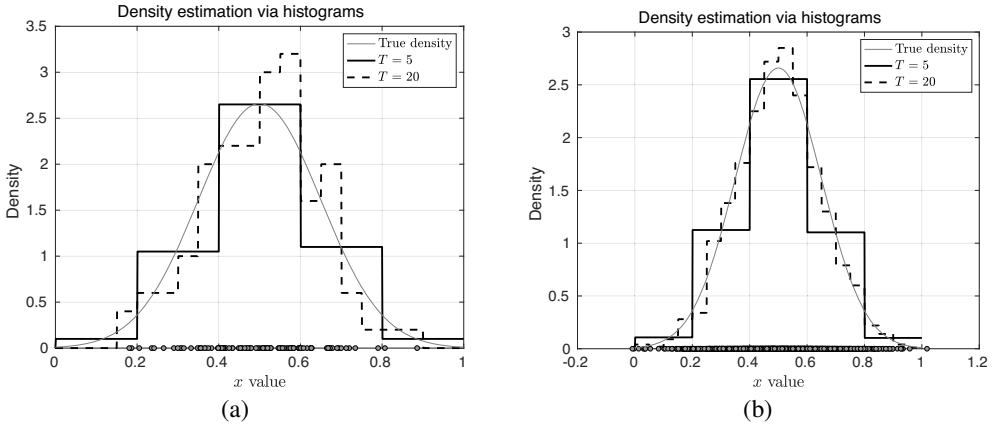 Density estimation via histograms
3.5
3
2.5
2
1.5
1
0.5
0
Density
True density
T = 5
T = 20
0 0.2 0.4 0.6 0.8 1
x value
(a)
Density estimation via histograms
3
2.5
2
1.5
1
0.5
0
Density
True density
T = 5
T = 20
-0.2 0 0.2 0.4 0.6 0.8 1 1.2
x value
(b)